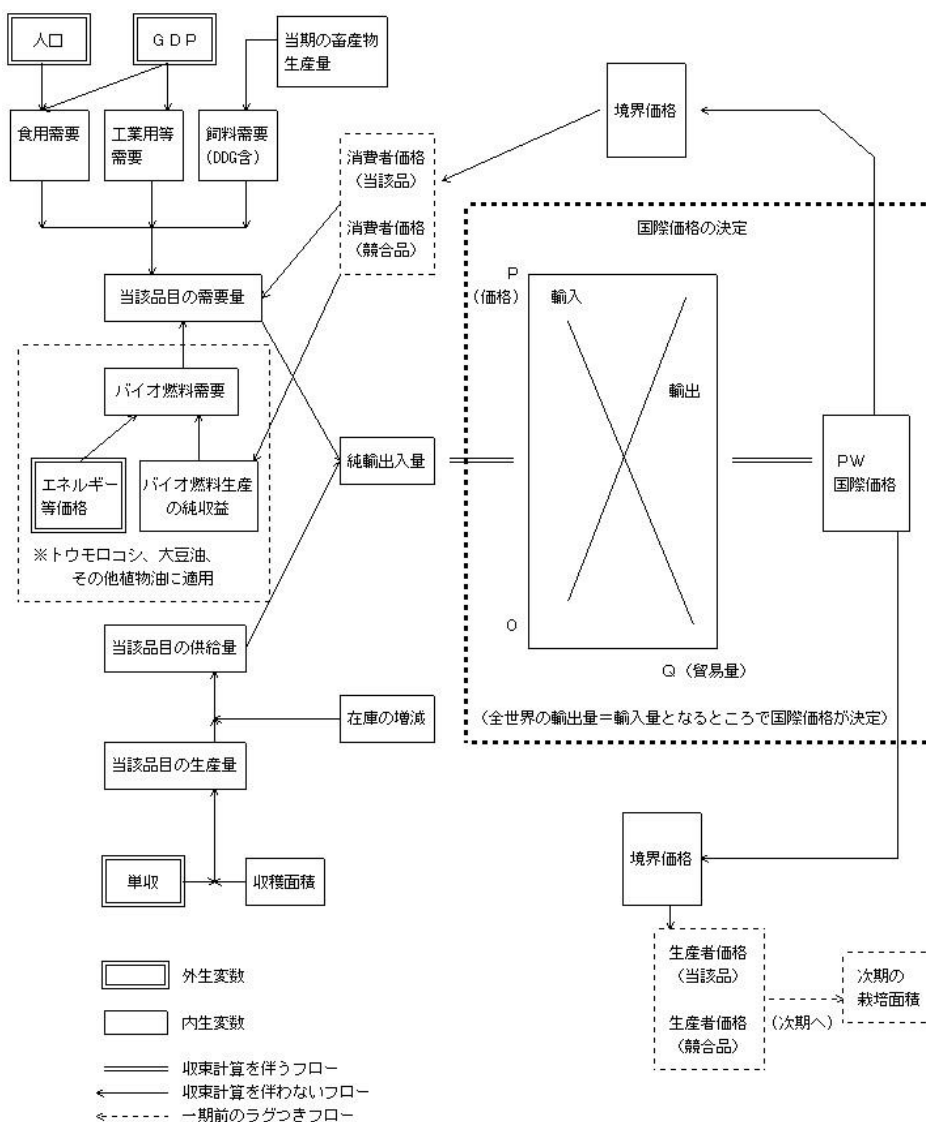 人口
ＧＤＰ
当期の畜産物
生産量
食用需要
工業用等
需要
飼料需要
(DDG含)
消費者価格
（当該品）
消費者価格
（競合品）
境界価格
国際価格の決定
Ｐ
（価格）
輸入
輸出
当該品目の需要量
バイオ燃料需要
エネルギー
等価格
バイオ燃料生産
の純収益
※トウモロコシ、大豆油、
その他植物油に適用
純輸出入量
ＰＷ
国際価格
当該品目の供給量
Ｏ
Ｑ（貿易量）
在庫の増減
（全世界の輸出量＝輸入量となるところで国際価格が決定）
当該品目の生産量
単収
収穫面積
境界価格
生産者価格
（当該品）
生産者価格
（競合品）
（次期へ）
次期の
栽培面積
外生変数
内生変数
収束計算を伴うフロー
収束計算を伴わないフロー
一期前のラグつきフロー